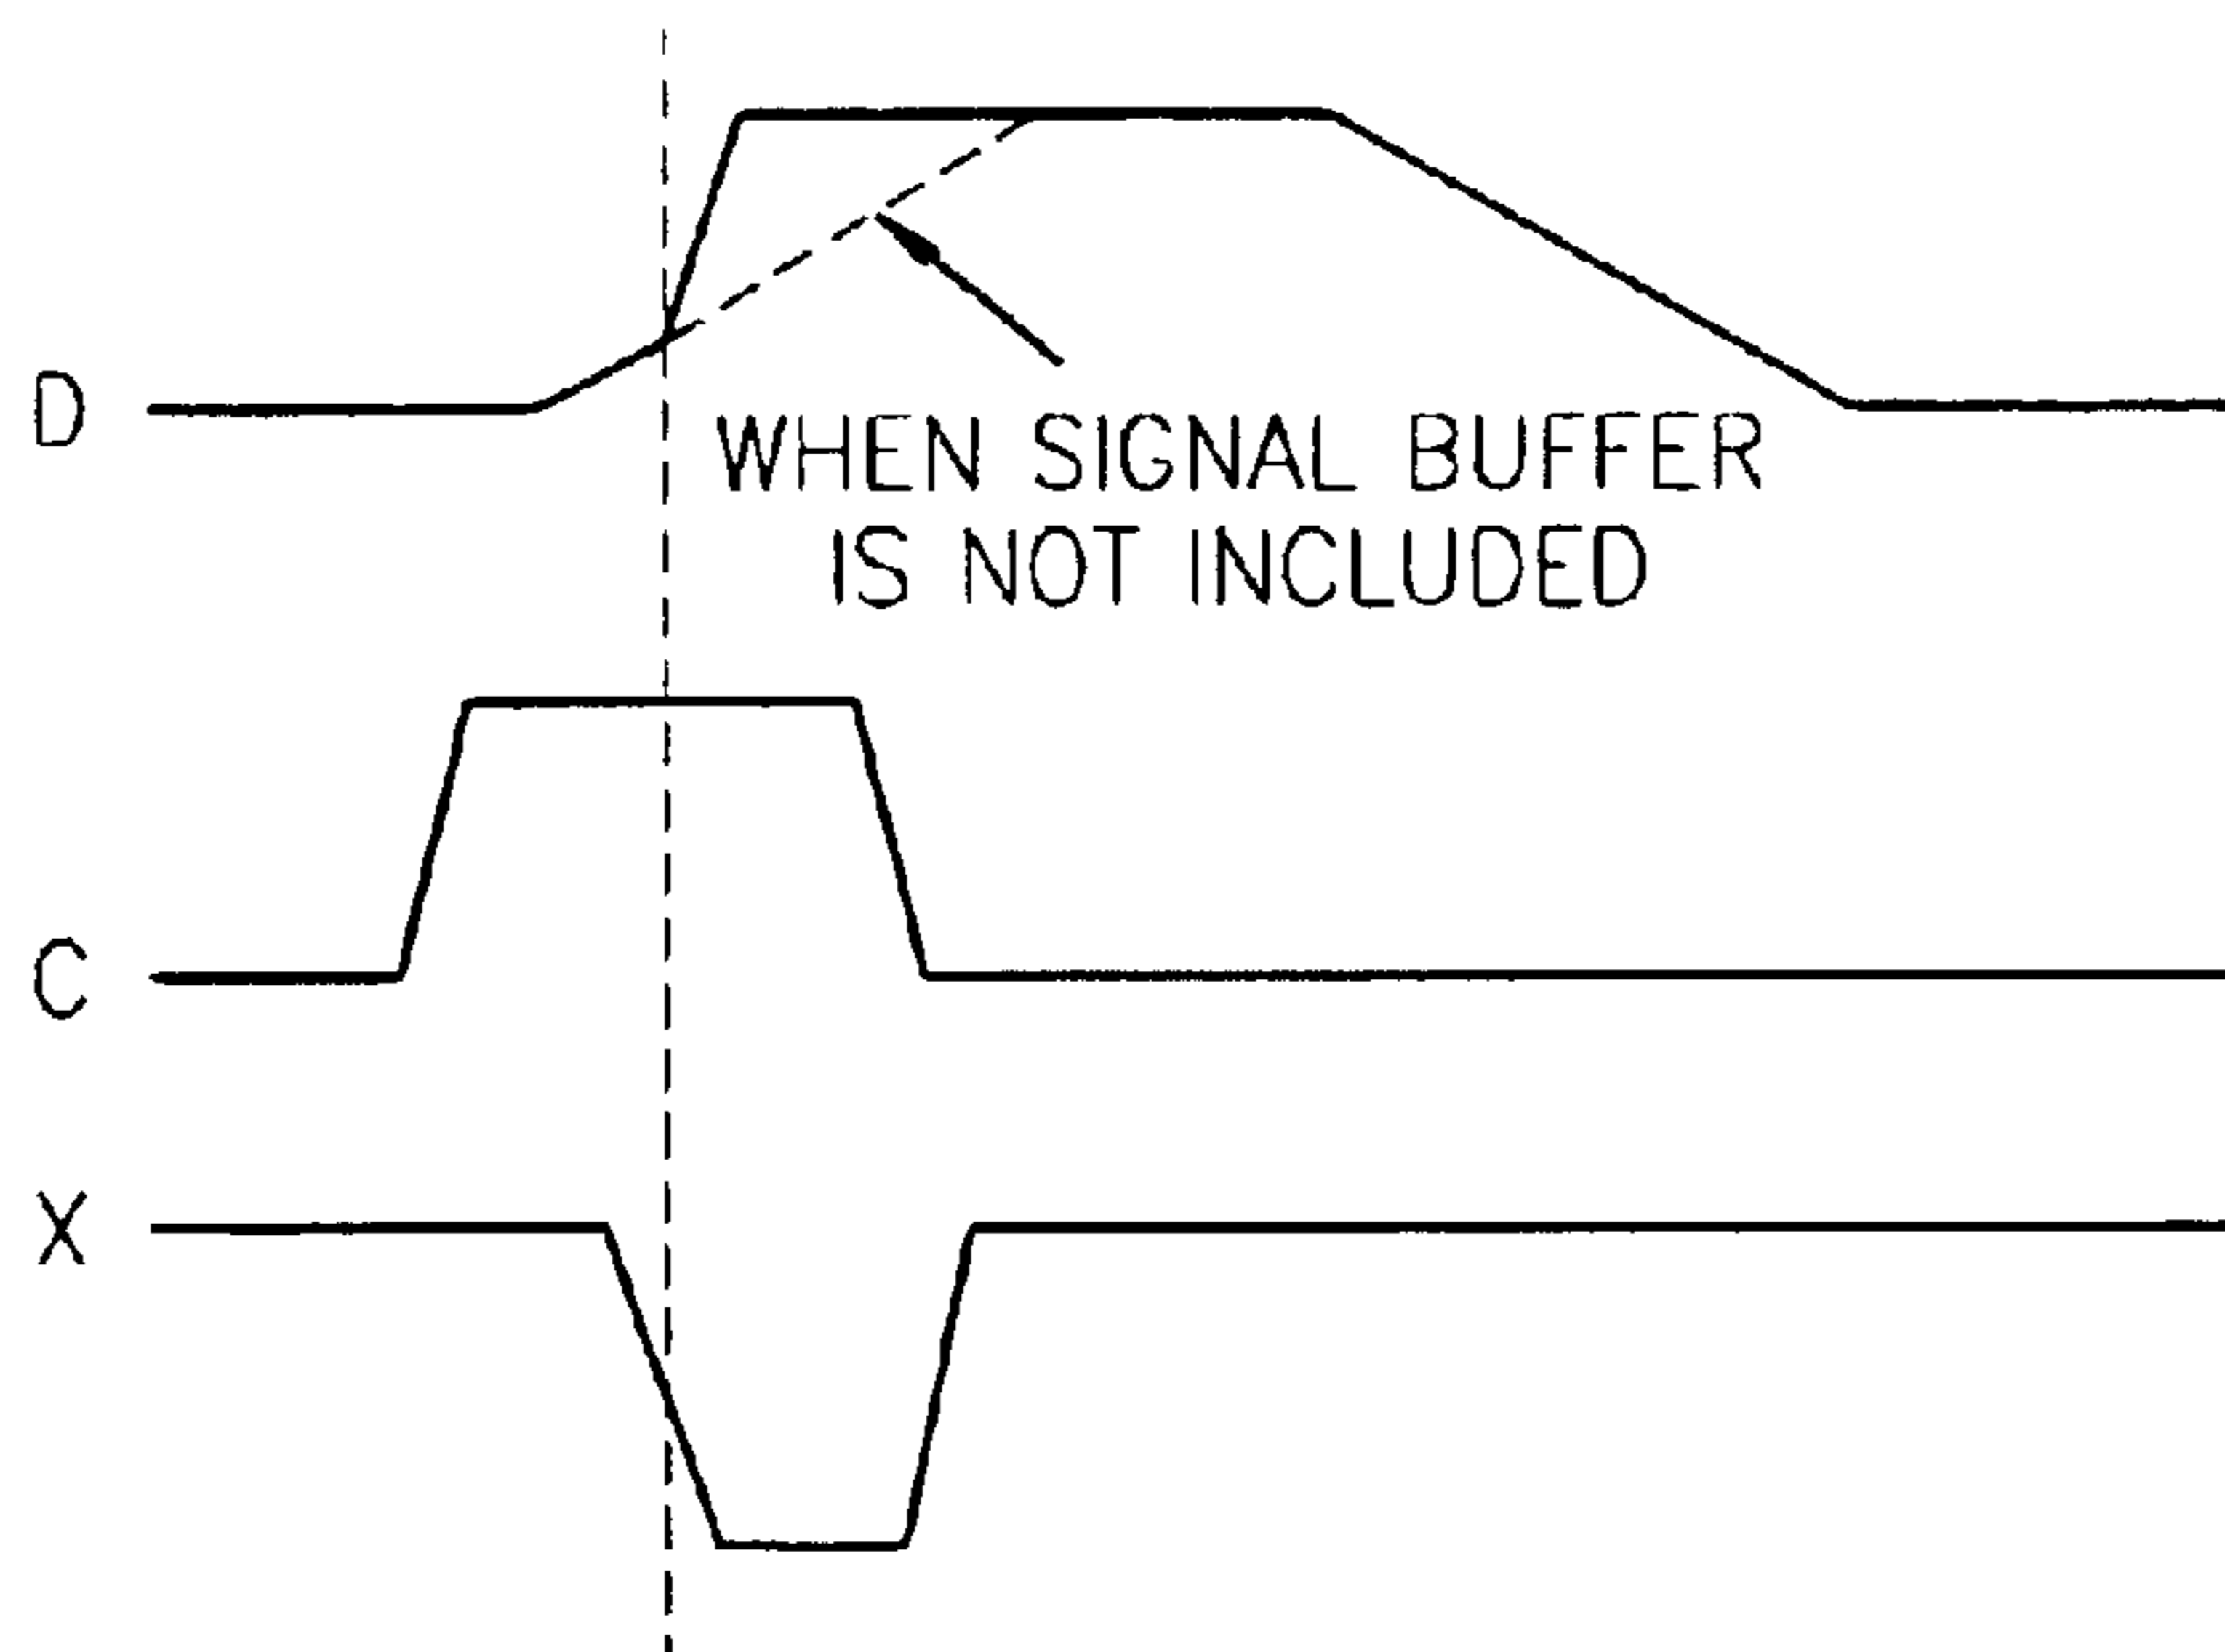 D
WHEN SIGNAL BUFFER
IS NOT INCLUDED
C
X